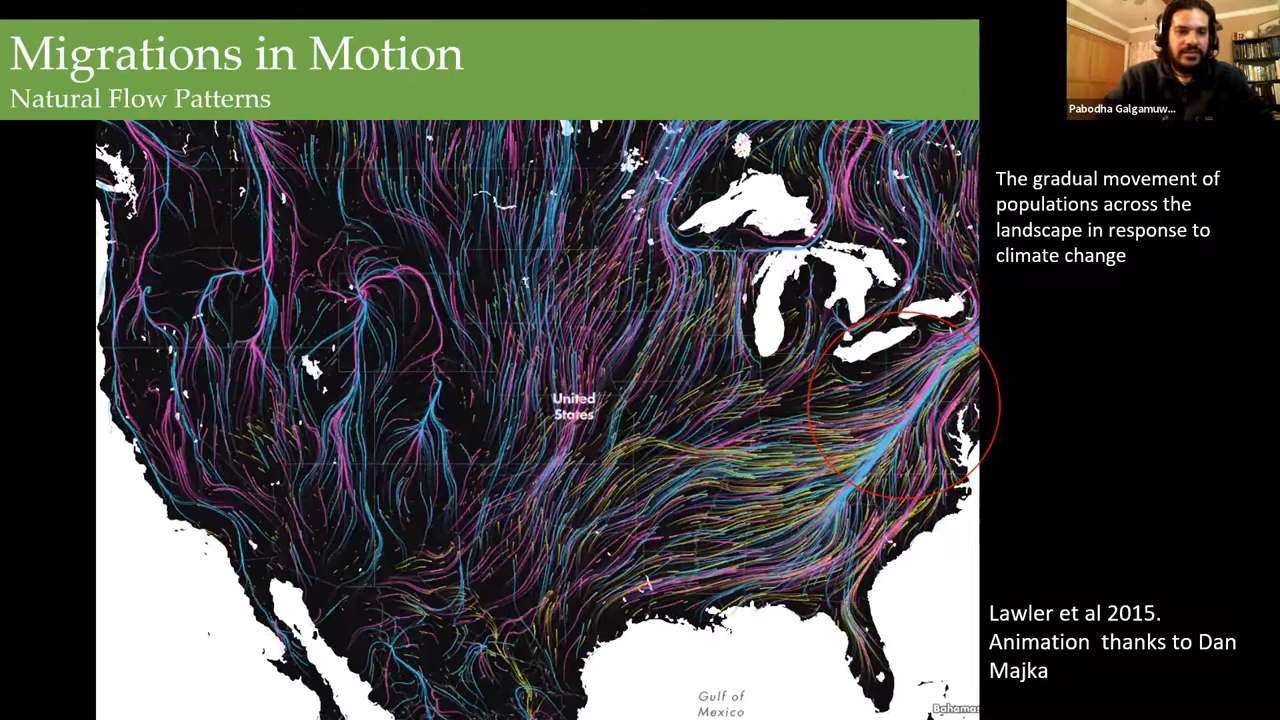 Migrations in Motion
Natural Flow Patterns
Pabodha Galgamuw...
The gradual movement of
populations across the
landscape in response to
climate change
United
States
Lawler et al 2015.
Animation thanks to Dan
Majka
Gulf of
Mexico
Bahamas